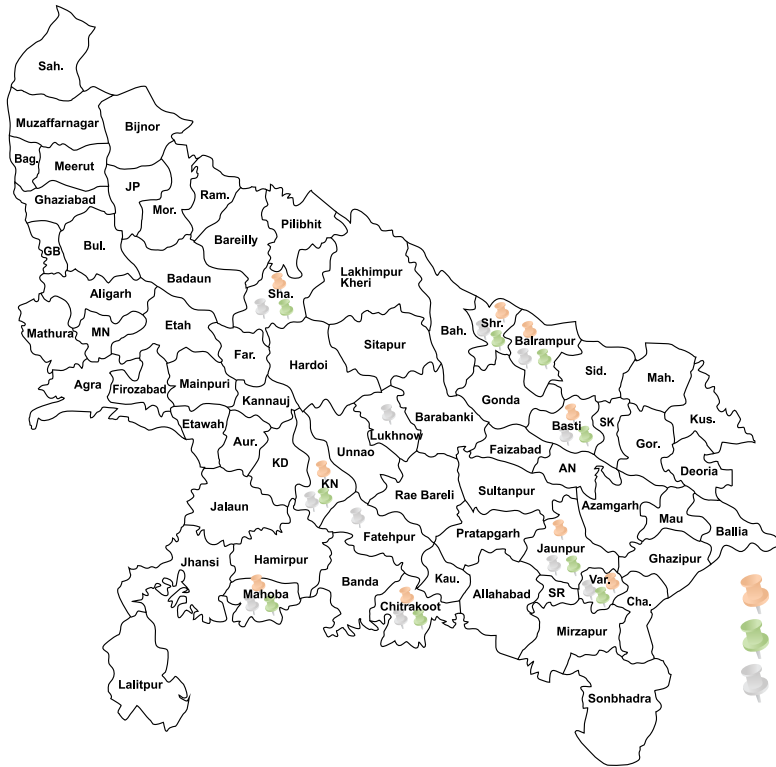 Sah.
Muzaffarnagar
Bijnor
Bag.
Meerut
JP
Ram.
Ghaziabad
Mor.
Pilibhit
Bareilly
GB
Bul.
Badaun
Lakhimpur
Kheri
Aligarh
Sha.
Mathura
MN
Etah
Bah.
Shr.
Balrampur
Far.
Hardoi
Sitapur
Sid.
Mah.
Agra
Firozabad
Mainpuri
Kannauj
Gonda
Kus.
Etawah
Aur.
Barabanki
Basti
SK
Gor.
Lukhnow
Unnao
Faizabad
KD
AN
Deoria
KN
Rae Bareli
Sultanpur
Jalaun
Azamgarh
Mau
Ballia
Fatehpur
Pratapgarh
Jaunpur
Jhansi
Hamirpur
Ghazipur
Banda
Kau.
Var.
Mahoba
Chitrakoot
Allahabad
SR
Cha.
Mirzapur
Lalitpur
Sonbhadra